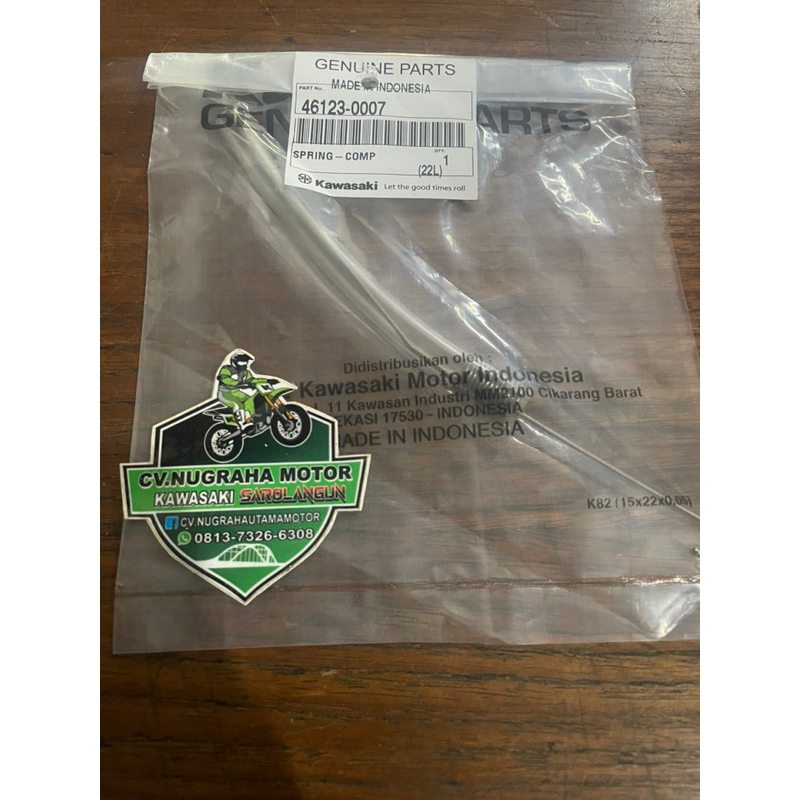 GENUINE PARTS
PART No. MADE IN INDONESIA
46123-0007
SPRING-COMP QTY. 1
(22L)
Kawasaki Let the good times roll
GEN ARTS
Didistribusikan oleh :
Kawasaki Motor Indonesia
11 Kawasan Industri MM2100 Cikarang Barat
EKASI 17530 - INDONESIA
ADE IN INDONESIA
K82 (15x22x0,05)
CV.NUGRAHA MOTOR
KAWASAKI SAROLANGUN
CV.NUGRAHAUTAMAMOTOR
0813-7326-6308